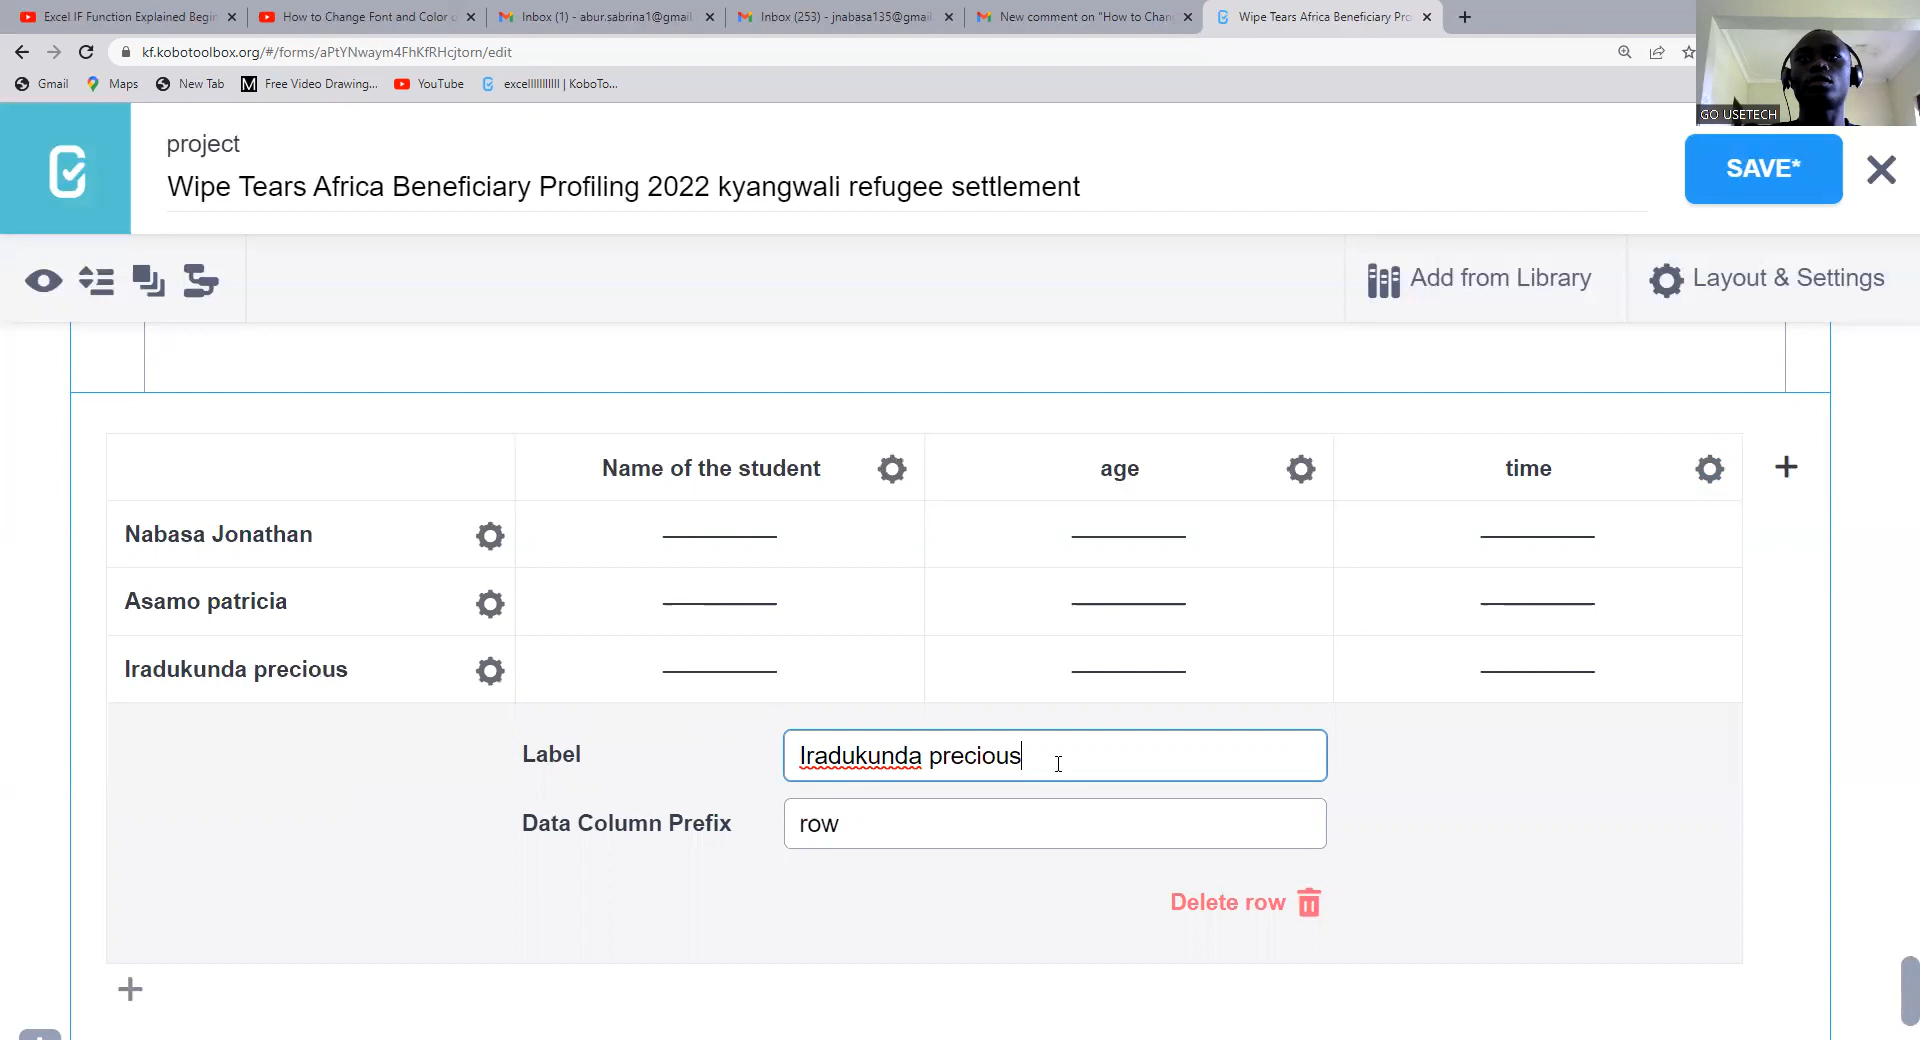 Excel IF Function Explained Begin
How to Change Font and Color o
Inbox (1) - abur.sabrina1@gmail
Inbox (253) - jnabasa135@gmail.
New comment on "How to Chan
Wipe Tears Africa Beneficiary Pro
kf.kobotoolbox.org/#/forms/aPtYNwaym4FhKfRHcjtorn/edit
Gmail
Maps
New Tab
Free Video Drawing...
YouTube
excelllllllllll | KoboTo...
GO USETECH
project
Wipe Tears Africa Beneficiary Profiling 2022 kyangwali refugee settlement
SAVE*
Add from Library
Layout & Settings
Name of the student
age
time
Nabasa Jonathan
Asamo patricia
Iradukunda precious
Label
Iradukunda precious
Data Column Prefix
row
Delete row